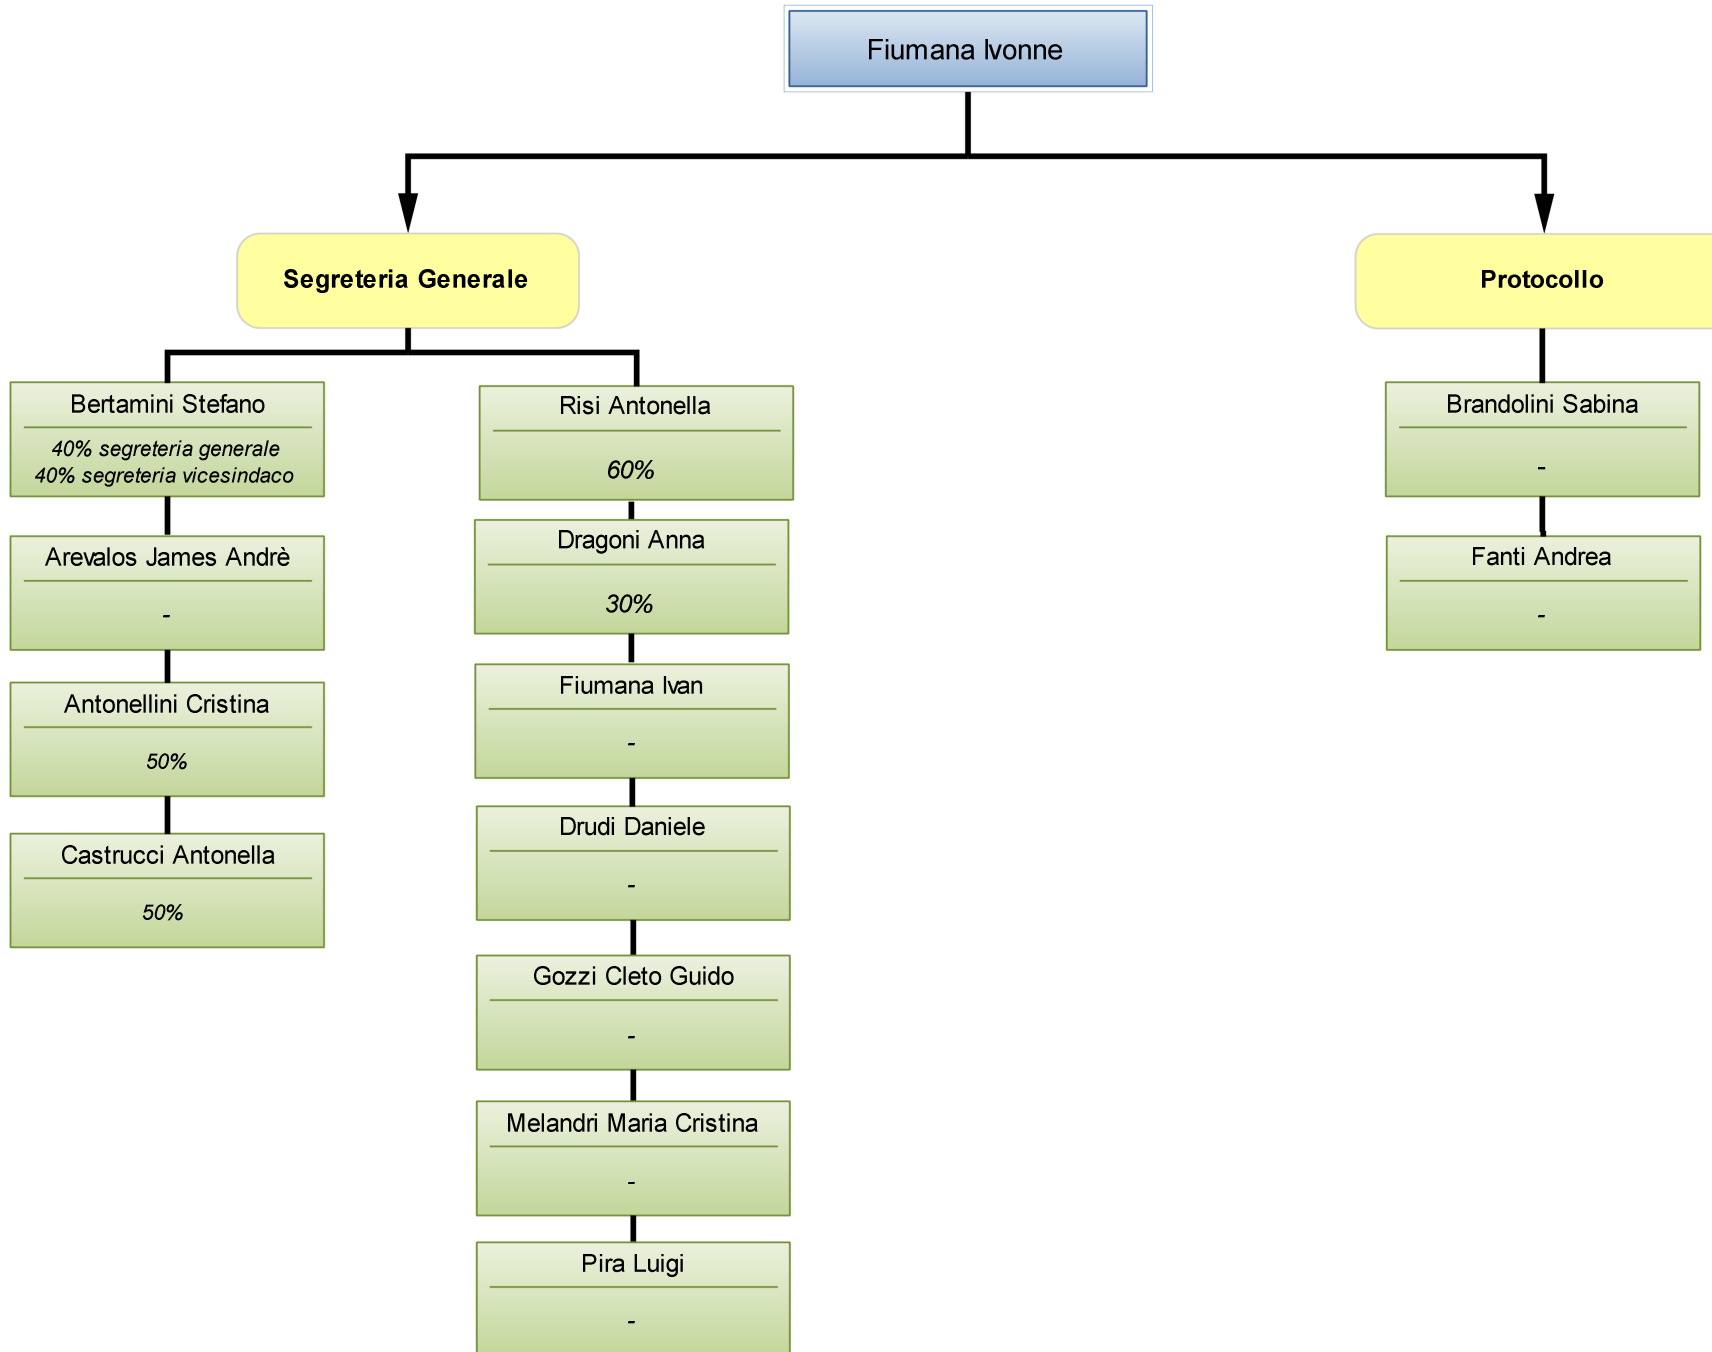 Fiumana Ivonne
Segreteria Generale
Protocollo
Bertamini Stefano
40% segreteria generale
40% segreteria vicesindaco
Arevalos James Andrè
-
Antonellini Cristina
50%
Castrucci Antonella
50%
Risi Antonella
60%
Dragoni Anna
30%
Fiumana Ivan
-
Drudi Daniele
-
Gozzi Cleto Guido
-
Melandri Maria Cristina
-
Pira Luigi
-
Brandolini Sabina
-
Fanti Andrea
-